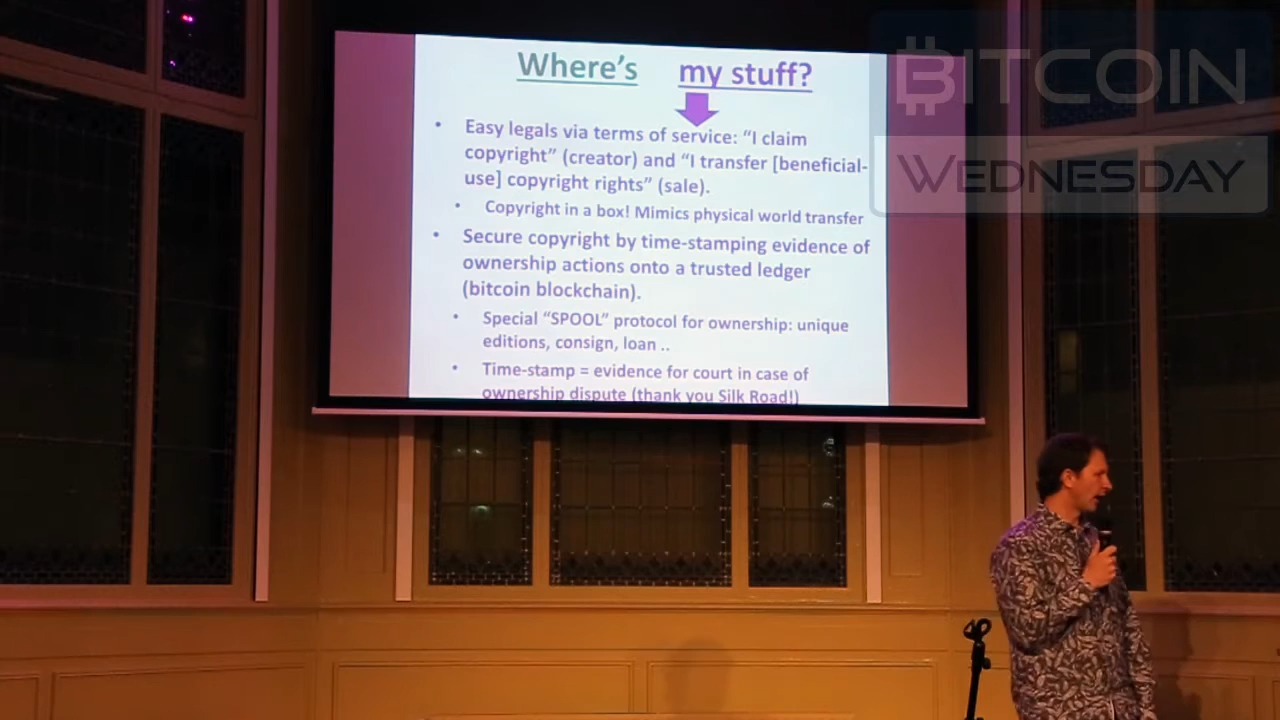 Where's my stuff?
• Easy legals via terms of service: “I claim
copyright” (creator) and “I transfer [beneficial-
use] copyright rights” (sale).
• Copyright in a box! Mimics physical world transfer
• Secure copyright by time-stamping evidence of
ownership actions onto a trusted ledger
(bitcoin blockchain).
• Special “SPOOL” protocol for ownership: unique
editions, consign, loan ..
• Time-stamp = evidence for court in case of
ownership dispute (thank you Silk Road!)
BITCOIN
WEDNESDAY